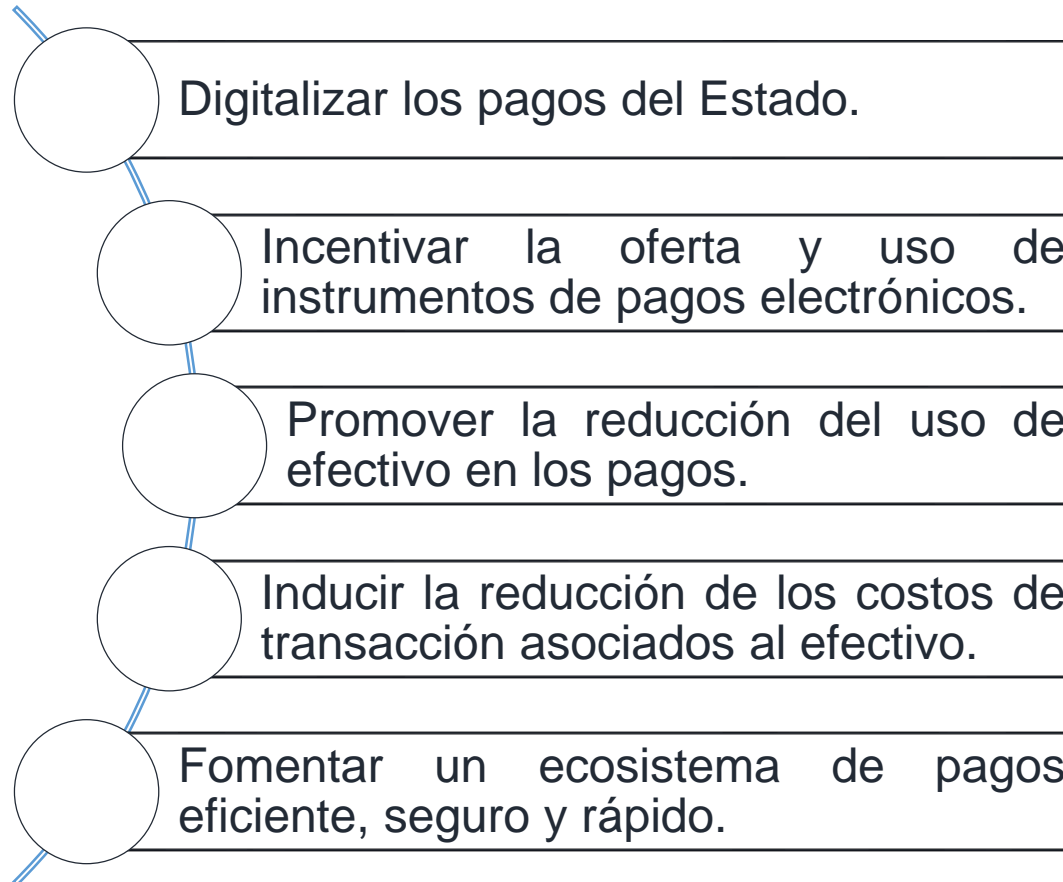 Digitalizar los pagos del Estado.
Incentivar la oferta y uso de
instrumentos de pagos electrónicos.
Promover la reducción del uso de
efectivo en los pagos.
Inducir la reducción de los costos de
transacción asociados al efectivo.
Fomentar un ecosistema de pagos
eficiente, seguro y rápido.